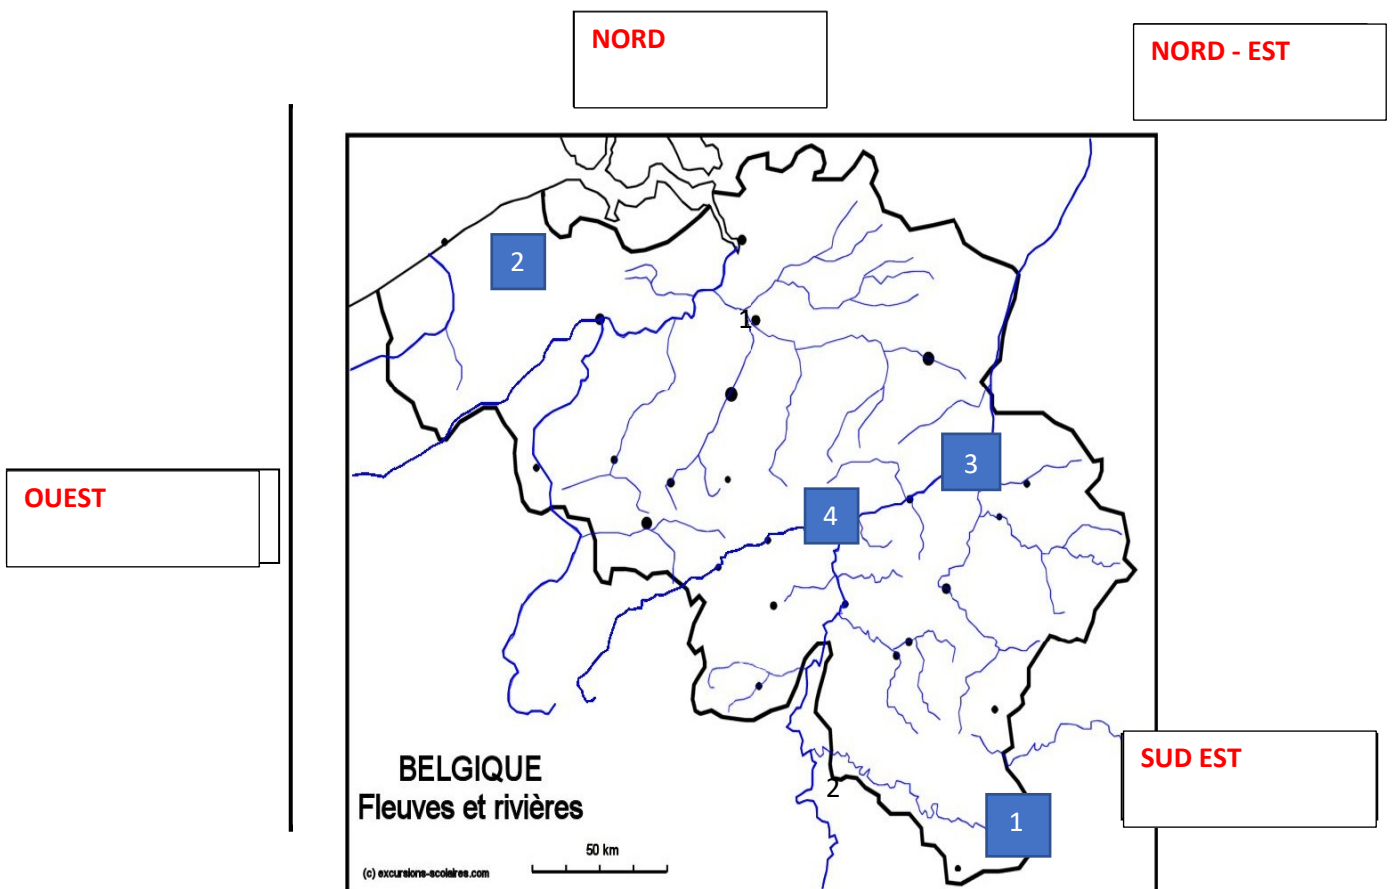 NORD
NORD - EST
2
1
3
OUEST
4
SUD EST
BELGIQUE
2
Fleuves et rivières
1
50 km
(c) excursions-scolaires.com